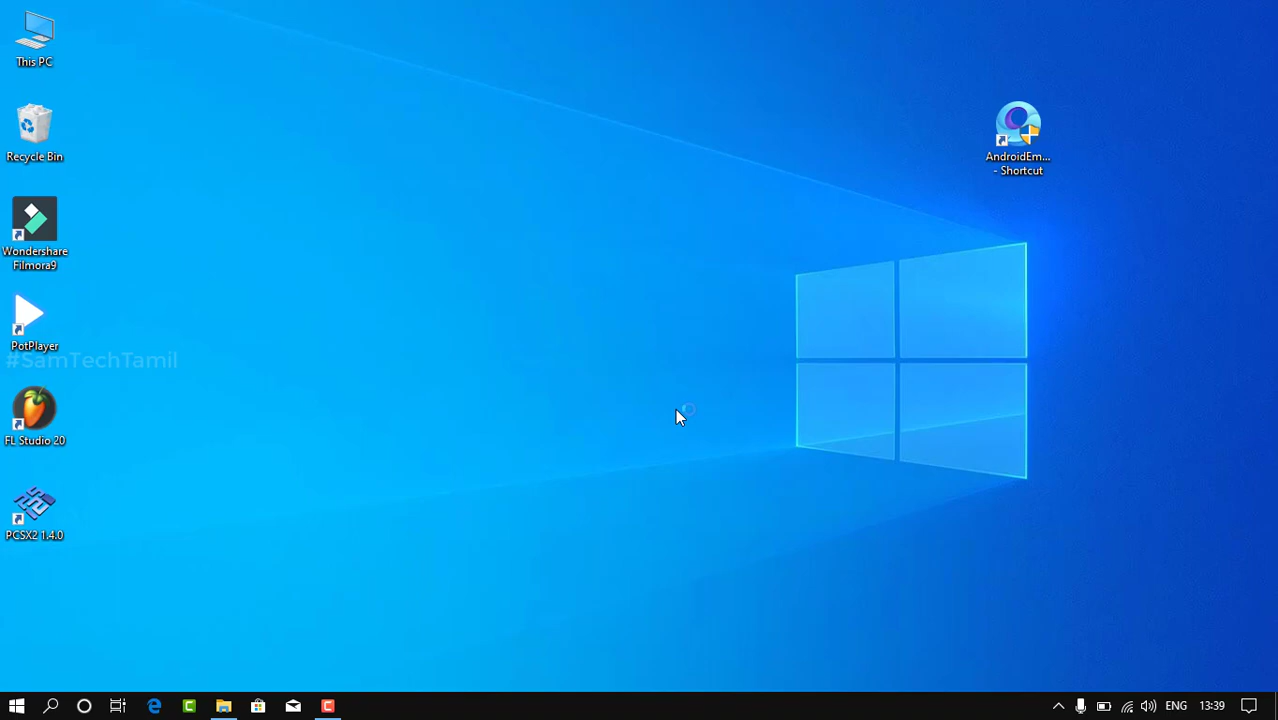 This PC
Recycle Bin
Wondershare
Filmora9
PotPlayer
#SamTechTamil
FL Studio 20
PCSX2 1.4.0
AndroidEm...
- Shortcut
ENG
13:39